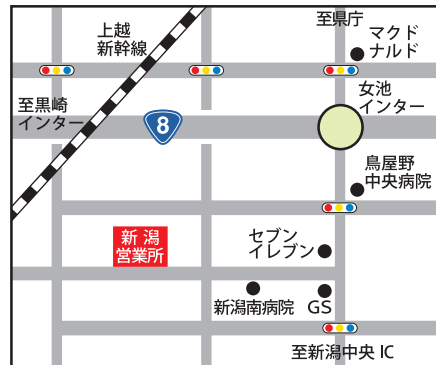 至県庁
上越
新幹線
マクド
ナルド
至黒崎
インター
8
女池
インター
鳥屋野
中央病院
新潟
営業所
セブン
イレブン
新潟南病院
GS
至新潟中央 IC